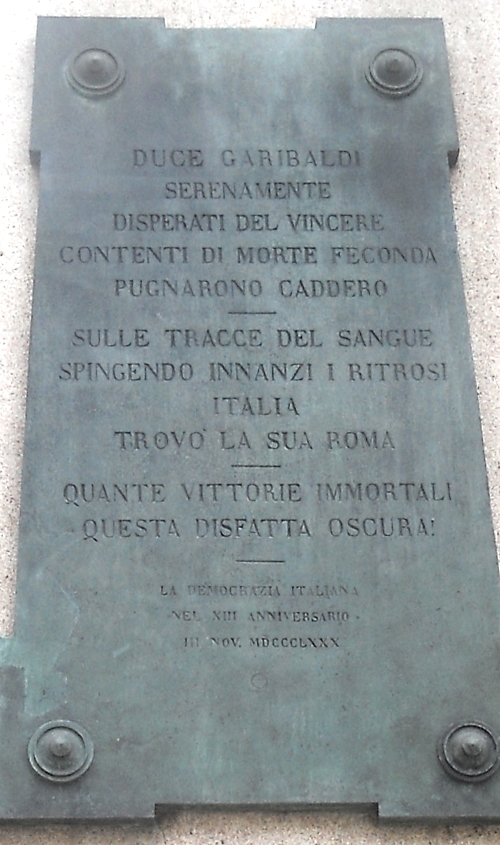 DUCE GARIBALDI
SERENAMENTE
DISPERATI DEL VINCERE
CONTENTI DI MORTE FECONDA
PUGNARONO CADDERO
SULLE TRACCE DEL SANGUE
SPINGENDO INNANZI I RITROSI
ITALIA
TROVO' LA SUA ROMA
QUANTE VITTORIE IMMORTALI
QUESTA DISFATTA OSCURA!
LA DEMOCRAZIA ITALIANA
NEL XIII ANNIVERSARIO
III NOV. MDCCCLXXX